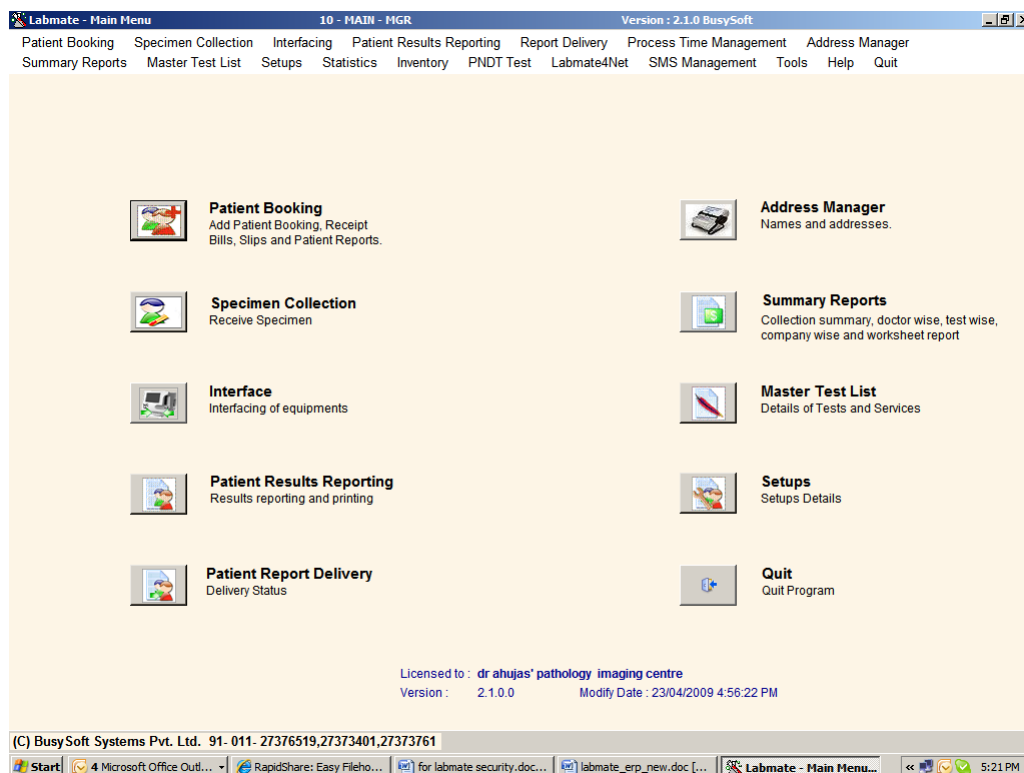 Labmate - Main Menu 10 - MAIN - MGR Version : 2.1.0 BusySoft
Patient Booking Specimen Collection Interfacing Patient Results Reporting Report Delivery Process Time Management Address Manager
Summary Reports Master Test List Setups Statistics Inventory PNDT Test Labmate4Net SMS Management Tools Help Quit
Patient Booking
Add Patient Booking, Receipt
Bills, Slips and Patient Reports.
Address Manager
Names and addresses.
Specimen Collection
Receive Specimen
Summary Reports
Collection summary, doctor wise, test wise,
company wise and worksheet report
Interface
Interfacing of equipments
Master Test List
Details of Tests and Services
Patient Results Reporting
Results reporting and printing
Setups
Setups Details
Patient Report Delivery
Delivery Status
Quit
Quit Program
Licensed to : dr ahujas' pathology imaging centre
Version : 2.1.0.0 Modify Date : 23/04/2009 4:56:22 PM
(C) BusySoft Systems Pvt. Ltd. 91- 011- 27376519,27373401,27373761
Start 4 Microsoft Office Outl... RapidShare: Easy Fileho... for labmate security.doc... labmate_erp_new.doc [... Labmate - Main Menu... « 5:21 PM